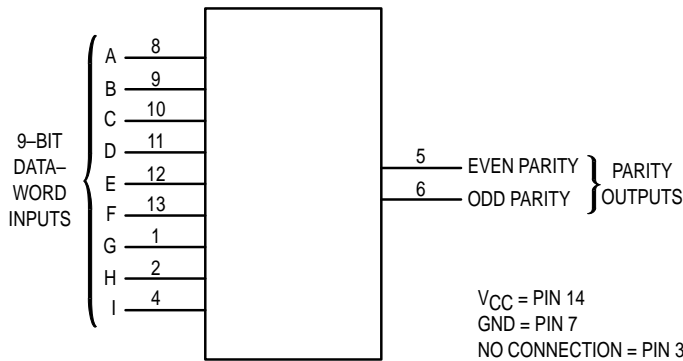 A 8
B 9
C 10
D 11
E 12
F 13
G 1
H 2
I 4
9–BIT
DATA–
WORD
INPUTS
5 EVEN PARITY
6 ODD PARITY
PARITY
OUTPUTS
VCC = PIN 14
GND = PIN 7
NO CONNECTION = PIN 3